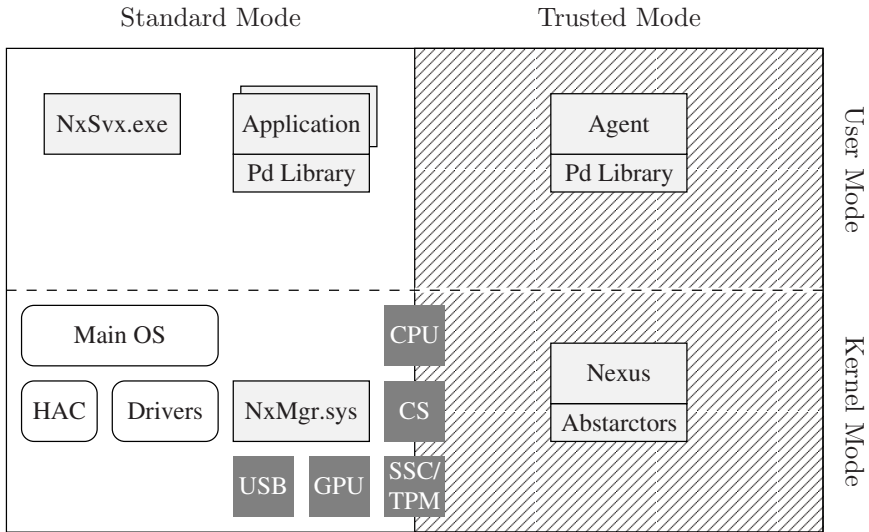 Standard Mode
Trusted Mode
NxSvx.exe
Application
Pd Library
Agent
Pd Library
User Mode
Main OS
CPU
HAC
Drivers
NxMgr.sys
CS
Nexus
Abstarctors
USB
GPU
SSC/
TPM
Kernel Mode